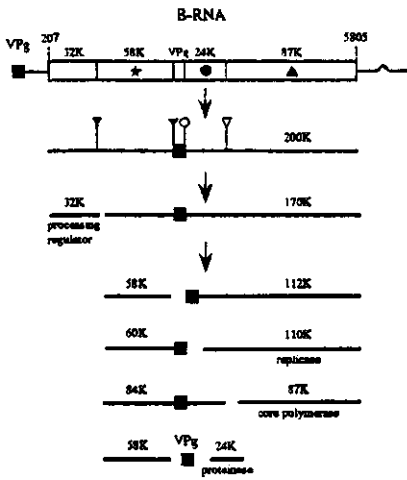 B-RNA
VPg 207 5805
32K 58K VPg 24K 87K
200K
32K 170K
processing
regulator
58K 112K
60K 110K
replicase
84K 87K
core polymerase
58K VPg 24K
proteinase